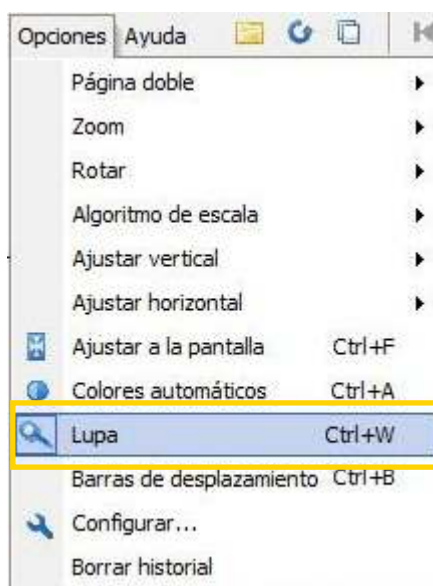 Opciones Ayuda
Página doble
Zoom
Rotar
Algoritmo de escala
Ajustar vertical
Ajustar horizontal
Ajustar a la pantalla Ctrl+F
Colores automáticos Ctrl+A
Lupa Ctrl+W
Barras de desplazamiento Ctrl+B
Configurar...
Borrar historial